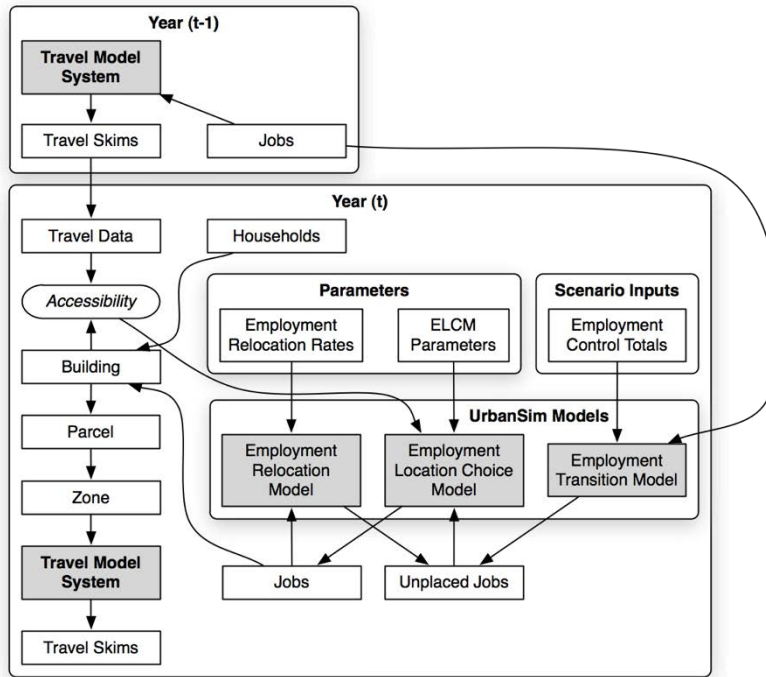 Year (t-1)
Travel Model
System
Travel Skims
Jobs
Year (t)
Travel Data
Households
Accessibility
Parameters
Scenario Inputs
Employment
Relocation Rates
ELCM
Parameters
Employment
Control Totals
Building
Parcel
UrbanSim Models
Employment
Relocation
Model
Employment
Location Choice
Model
Employment
Transition Model
Zone
Travel Model
System
Jobs
Unplaced Jobs
Travel Skims